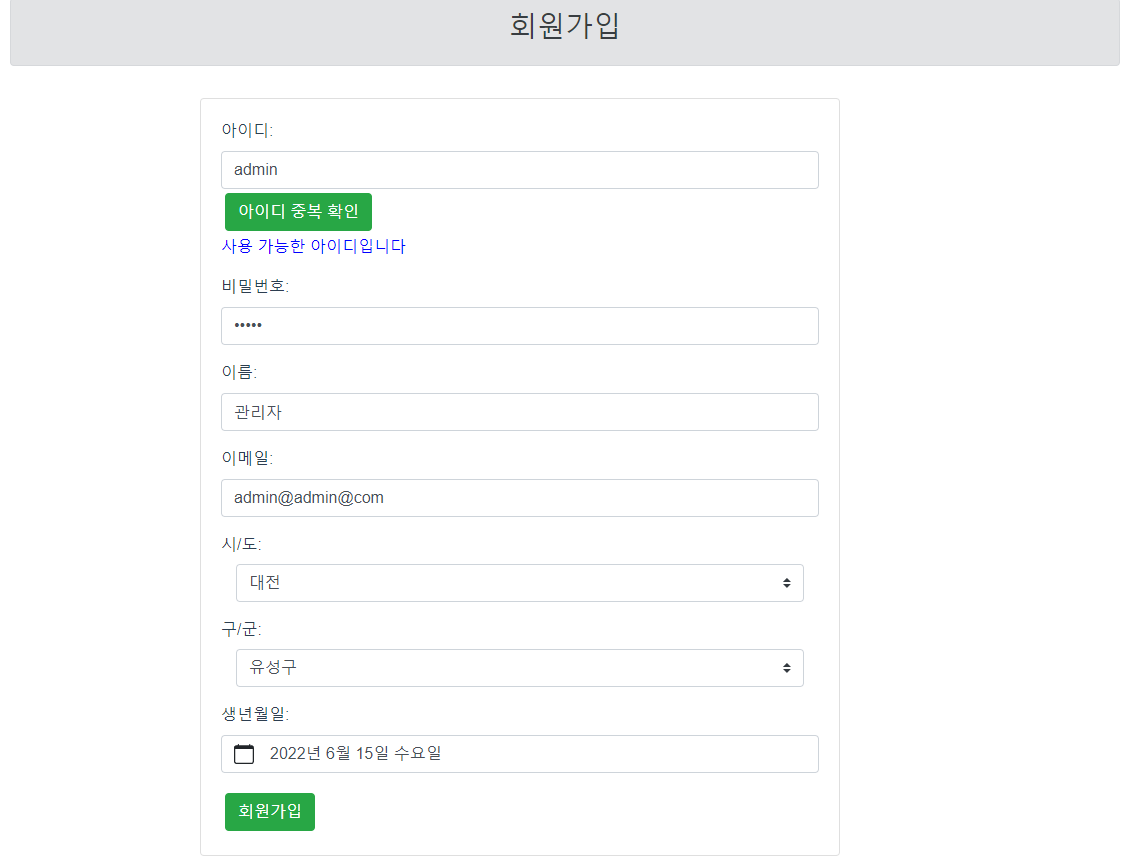 회원가입
아이디:
admin
아이디 중복 확인
사용 가능한 아이디입니다
비밀번호:
•••••
이름:
관리자
이메일:
admin@admin@com
시/도:
대전
구/군:
유성구
생년월일:
2022년 6월 15일 수요일
회원가입